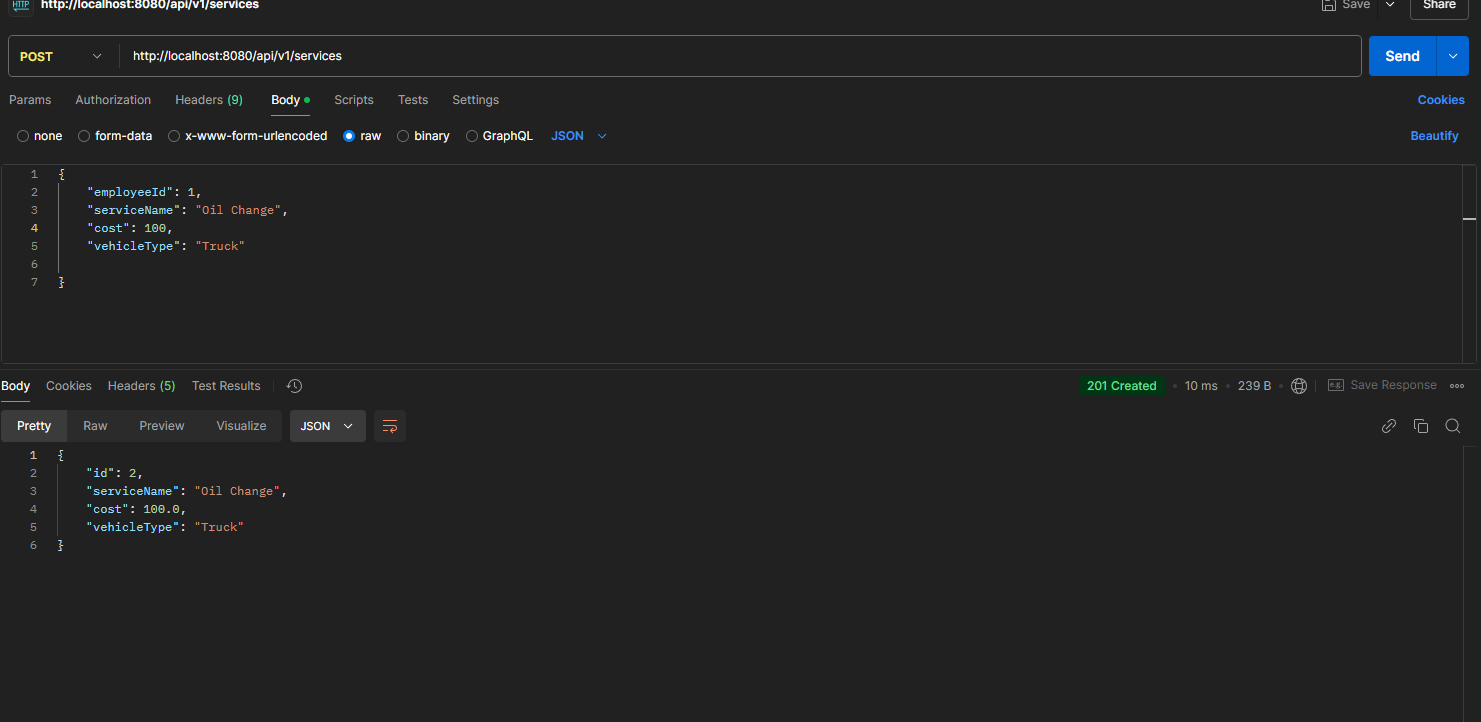 HTTP http://localhost:8080/api/v1/services Save Share
POST http://localhost:8080/api/v1/services Send
Params Authorization Headers (9) Body Scripts Tests Settings Cookies
none form-data x-www-form-urlencoded raw binary GraphQL JSON Beautify
1 {
2 "employeeId": 1,
3 "serviceName": "Oil Change",
4 "cost": 100,
5 "vehicleType": "Truck"
6
7 }
Body Cookies Headers (5) Test Results 201 Created 10 ms 239 B e.g. Save Response
Pretty Raw Preview Visualize JSON
1 {
2 "id": 2,
3 "serviceName": "Oil Change",
4 "cost": 100.0,
5 "vehicleType": "Truck"
6 }